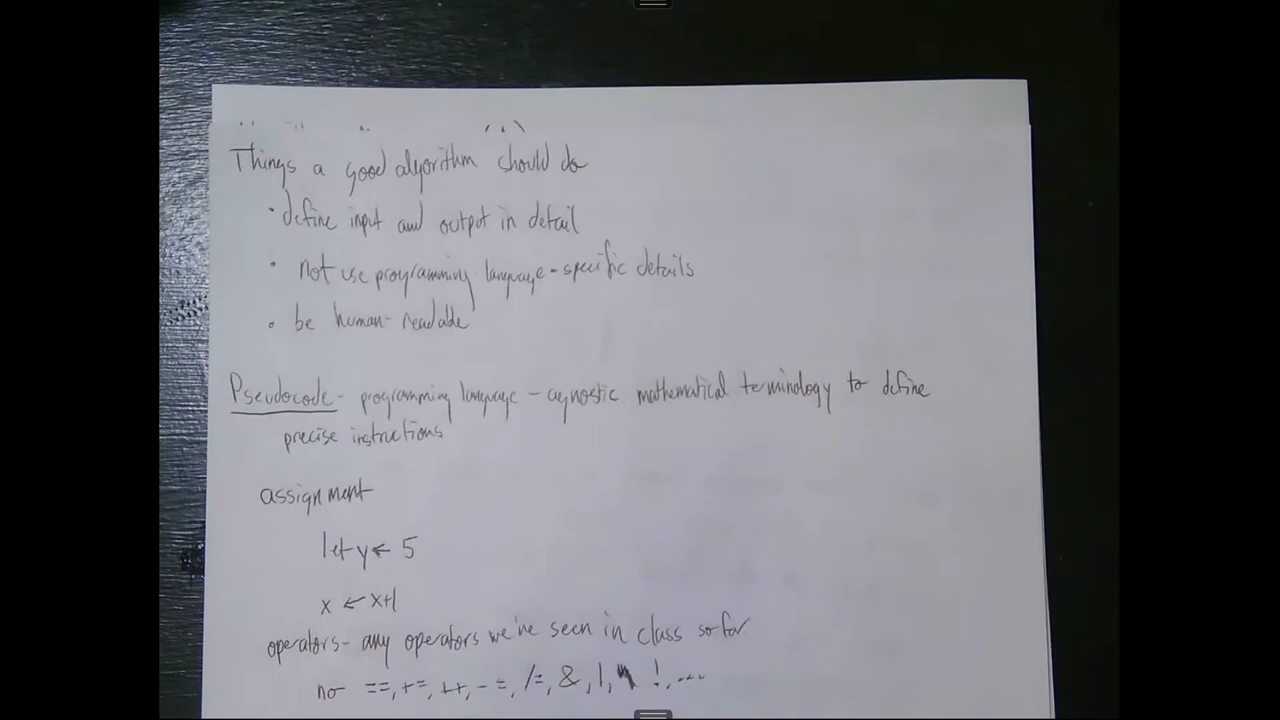 Things a good algorithm should do
• define input and output in detail
• not use programming language-specific details
• be human-readable
Pseudocode - programming language-agnostic mathematical terminology to define
precise instructions
assignment
let y ← 5
x ← x+1
operators - any operators we've seen in class so far
no ==, +=, ++, -=, /=, &, |, !, ...